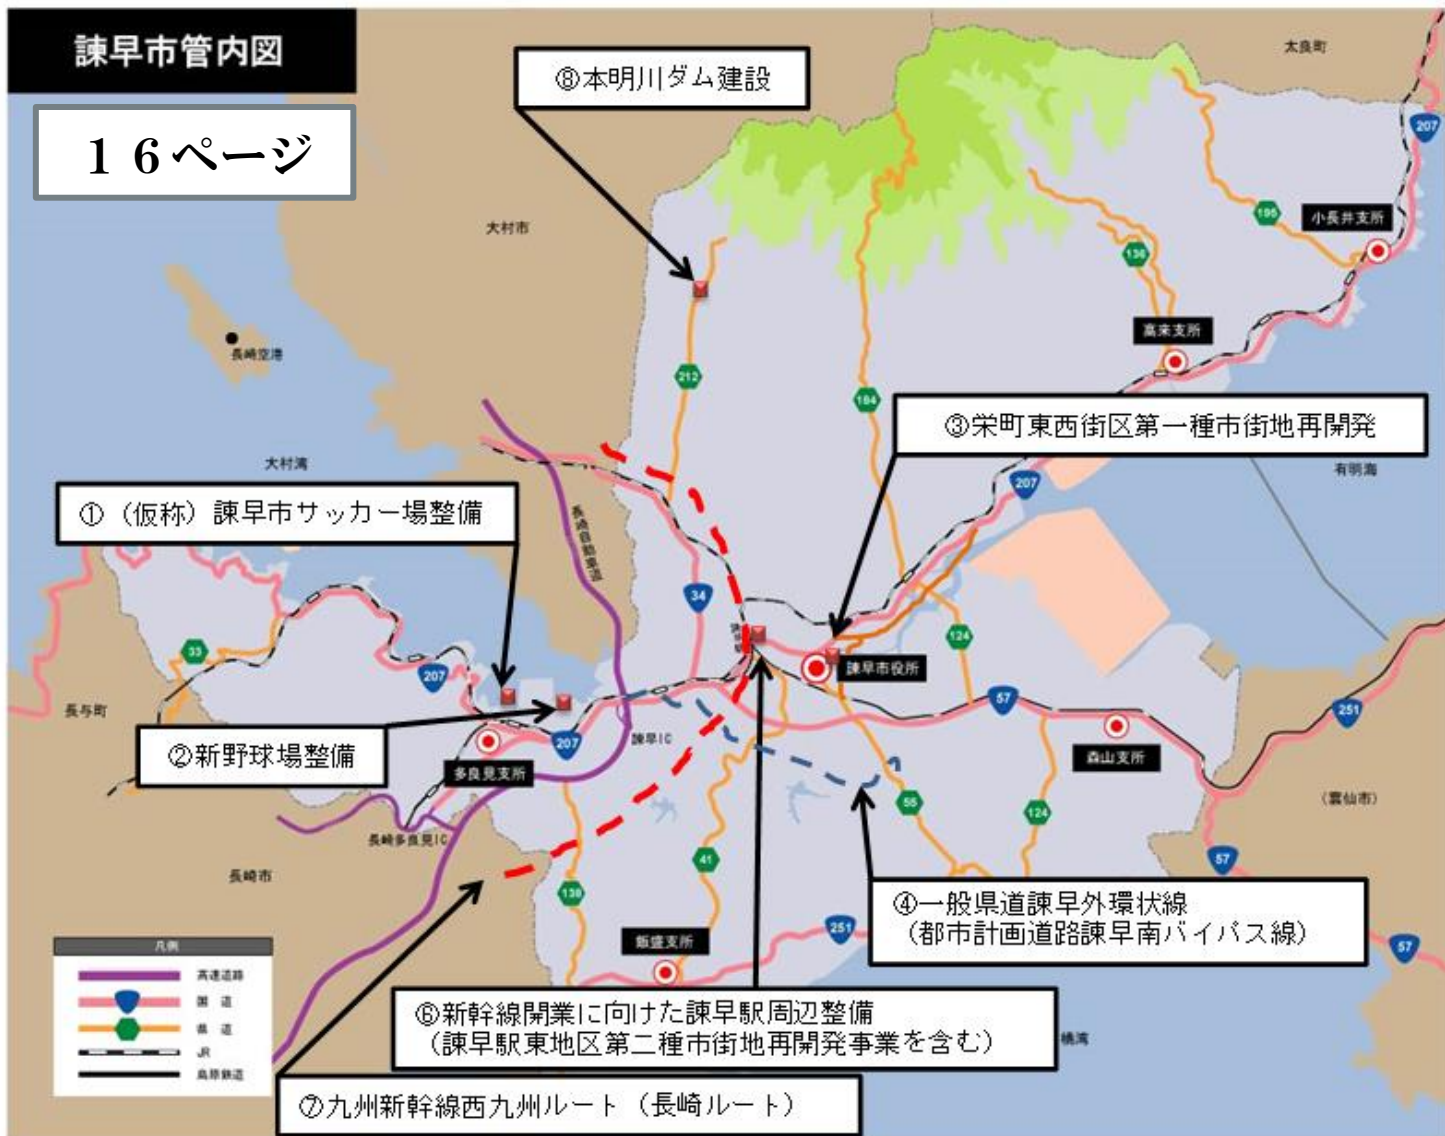 諫早市管内図
16ページ
⑧本明川ダム建設
太良町
207
大村市
195
小長井支所
136
長崎空港
高来支所
212
184
③栄町東西街区第一種市街地再開発
大村湾
有明海
207
①（仮称）諫早市サッカー場整備
長崎自動車道
34
124
33
諫早駅
諫早市役所
207
57
長与町
251
②新野球場整備
207
諫早IC
森山支所
多良見支所
55
124
（雲仙市）
長崎多良見IC
41
57
長崎市
139
④一般県道諫早外環状線
（都市計画道路諫早南バイパス線）
飯盛支所
251
57
凡例
高速道路
国道
県道
JR
島原鉄道
⑥新幹線開業に向けた諫早駅周辺整備
（諫早駅東地区第二種市街地再開発事業を含む）
橘湾
⑦九州新幹線西九州ルート（長崎ルート）